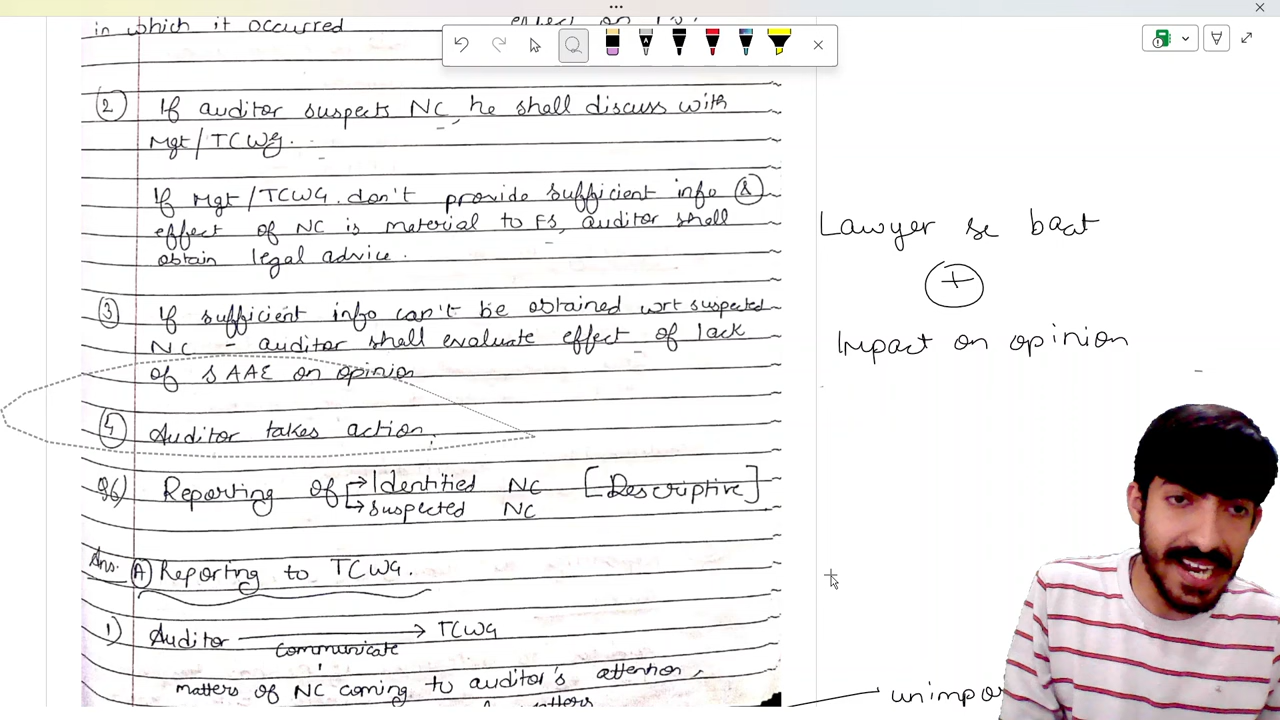 in which it occurred
effect on
② If auditor suspects NC, he shall discuss with
Mgt/TCWG.
If Mgt/TCWG don't provide sufficient info &
effect of NC is material to FS, auditor shall
obtain legal advice.
③ If sufficient info can't be obtained wrt suspected
NC - auditor shall evaluate effect of lack
of SAAE on opinion
④ Auditor takes action.
Q6) Reporting of → Identified NC [Descriptive]
→ suspected NC
Ans. Ⓐ Reporting to TCWG.
1) Auditor → TCWG
Communicate
matters of NC coming to auditor's attention,
matters
Lawyer se baat
+
Impact on opinion
unimpor